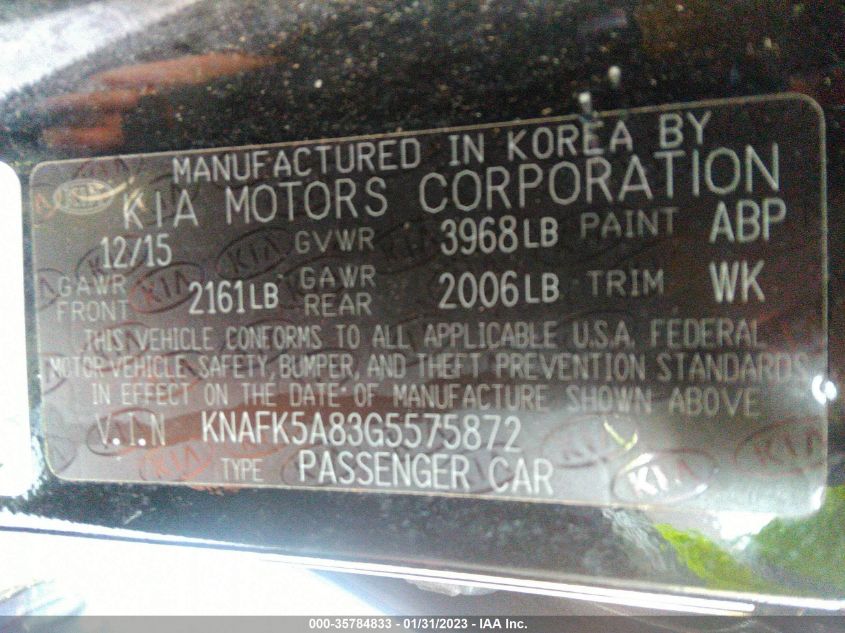 MANUFACTURED IN KOREA BY
KIA MOTORS CORPORATION
12/15 GVWR 3968LB PAINT ABP
GAWR FRONT 2161LB GAWR REAR 2006LB TRIM WK
THIS VEHICLE CONFORMS TO ALL APPLICABLE U.S.A. FEDERAL
MOTOR VEHICLE SAFETY, BUMPER, AND THEFT PREVENTION STANDARDS
IN EFFECT ON THE DATE OF MANUFACTURE SHOWN ABOVE
V.I.N KNAFK5A83G5575872
TYPE PASSENGER CAR
KIA
000-35784833 - 01/31/2023 - IAA Inc.